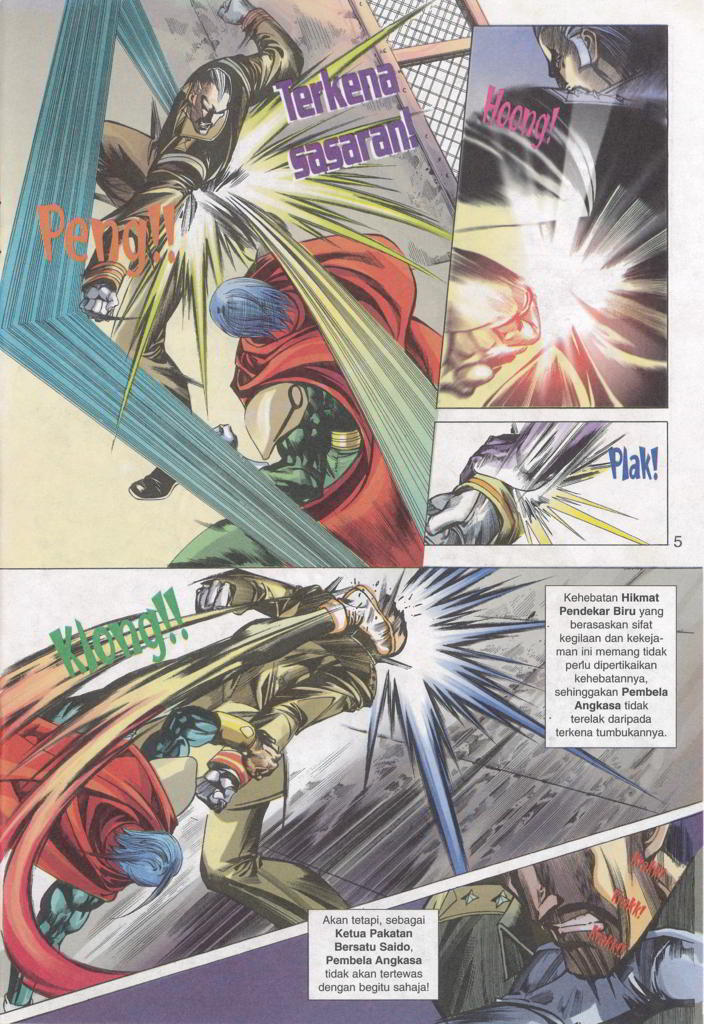 Terkena
sasaran!
Peng!!
Hoong!
Plak!
5
Klong!!
Kehebatan Hikmat
Pendekar Biru yang
berasaskan sifat
kegilaan dan kekeja-
man ini memang tidak
perlu dipertikaikan
kehebatannya,
sehinggakan Pembela
Angkasa tidak
terelak daripada
terkena tumbukannya.
Akan tetapi, sebagai
Ketua Pakatan
Bersatu Saido,
Pembela Angkasa
tidak akan tertewas
dengan begitu sahaja!